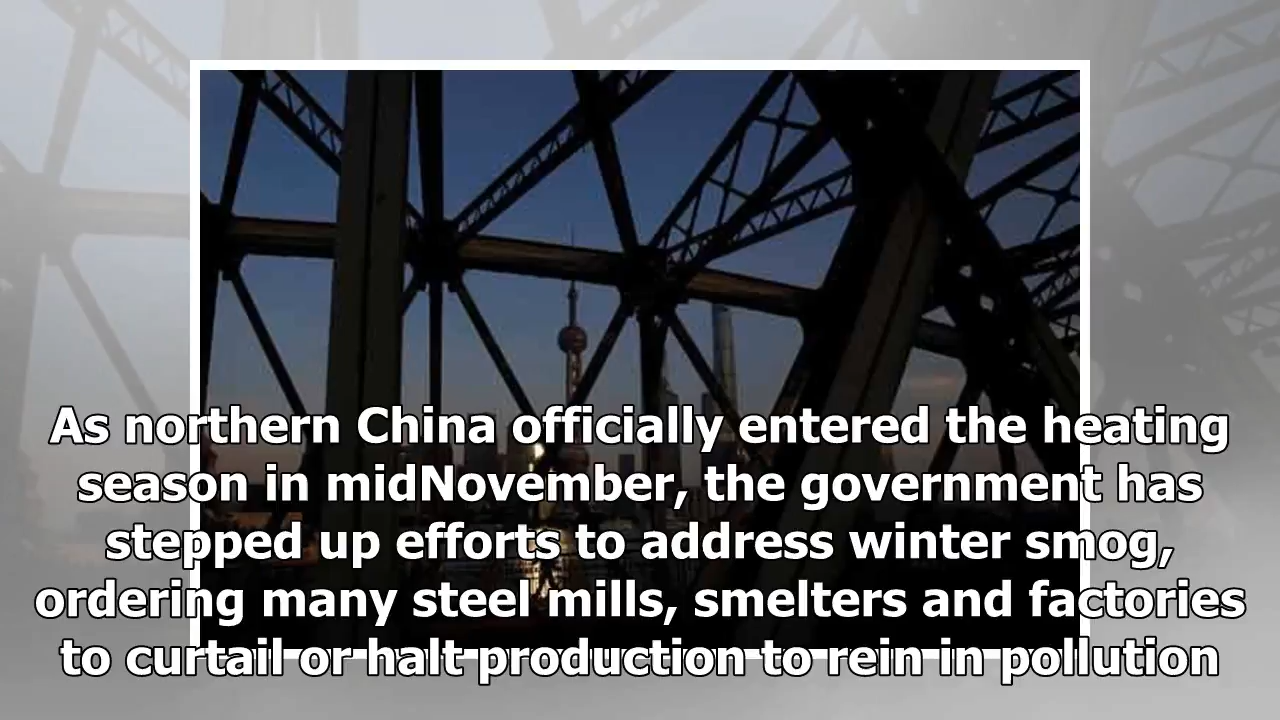 As northern China officially entered the heating
season in midNovember, the government has
stepped up efforts to address winter smog,
ordering many steel mills, smelters and factories
to curtail or halt production to rein in pollution